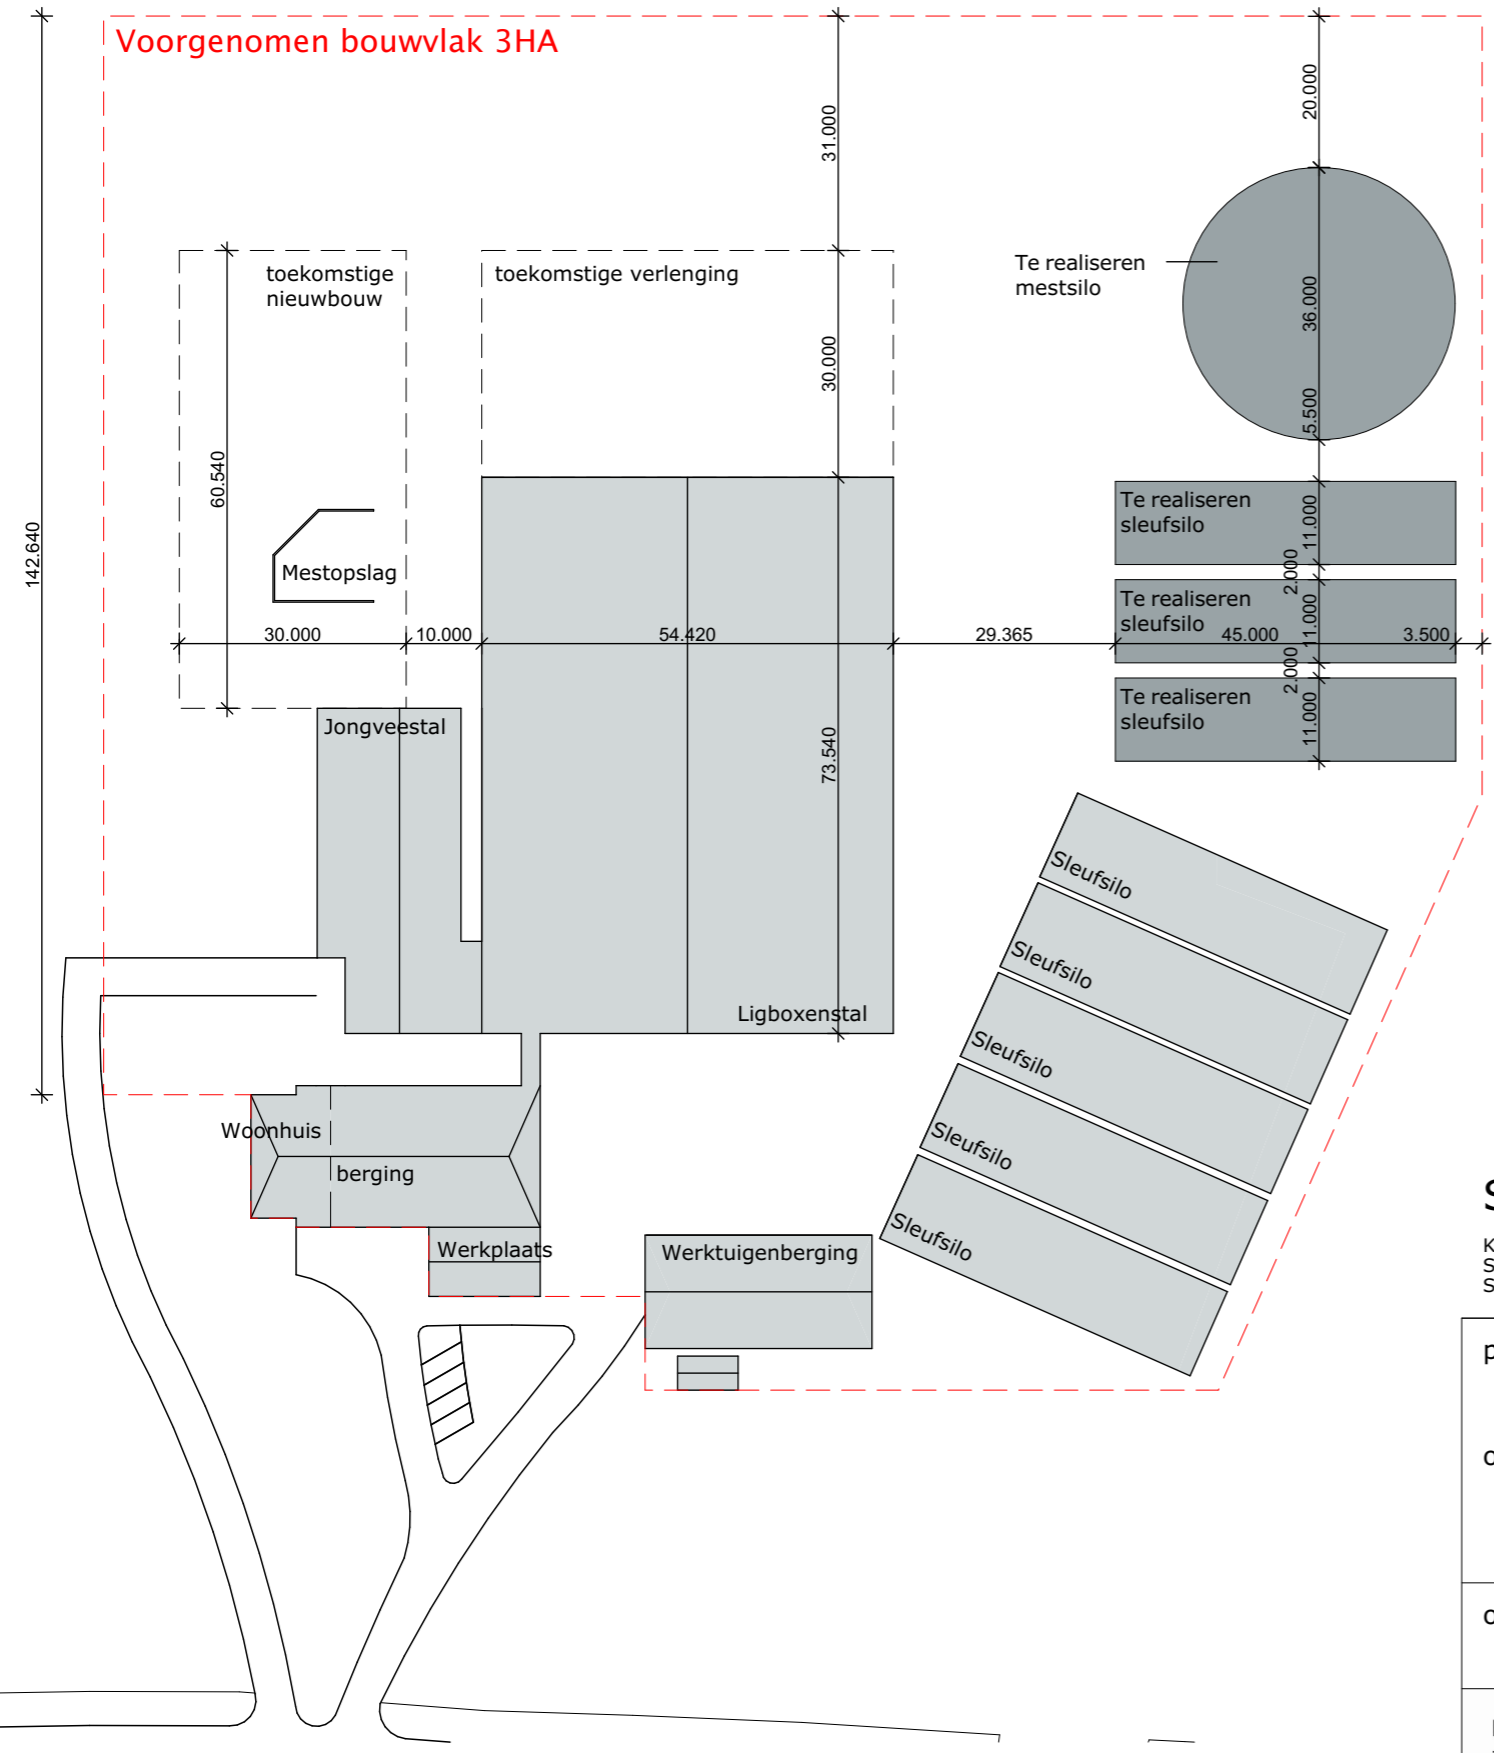 Voorgenomen bouwvlak 3HA
31.000
20.000
toekomstige
nieuwbouw
toekomstige verlenging
Te realiseren
mestsilo
36.000
30.000
5.500
60.540
142.640
Mestopslag
Te realiseren
sleufsilo
11.000
2.000
Te realiseren
sleufsilo
11.000
30.000
10.000
54.420
29.365
45.000
3.500
2.000
Te realiseren
sleufsilo
11.000
Jongveestal
73.540
Sleufsilo
Sleufsilo
Ligboxenstal
Sleufsilo
Woonhuis
berging
Sleufsilo
Sleufsilo
Werkplaats
Werktuigenberging
S
K
S
S
p
o
o